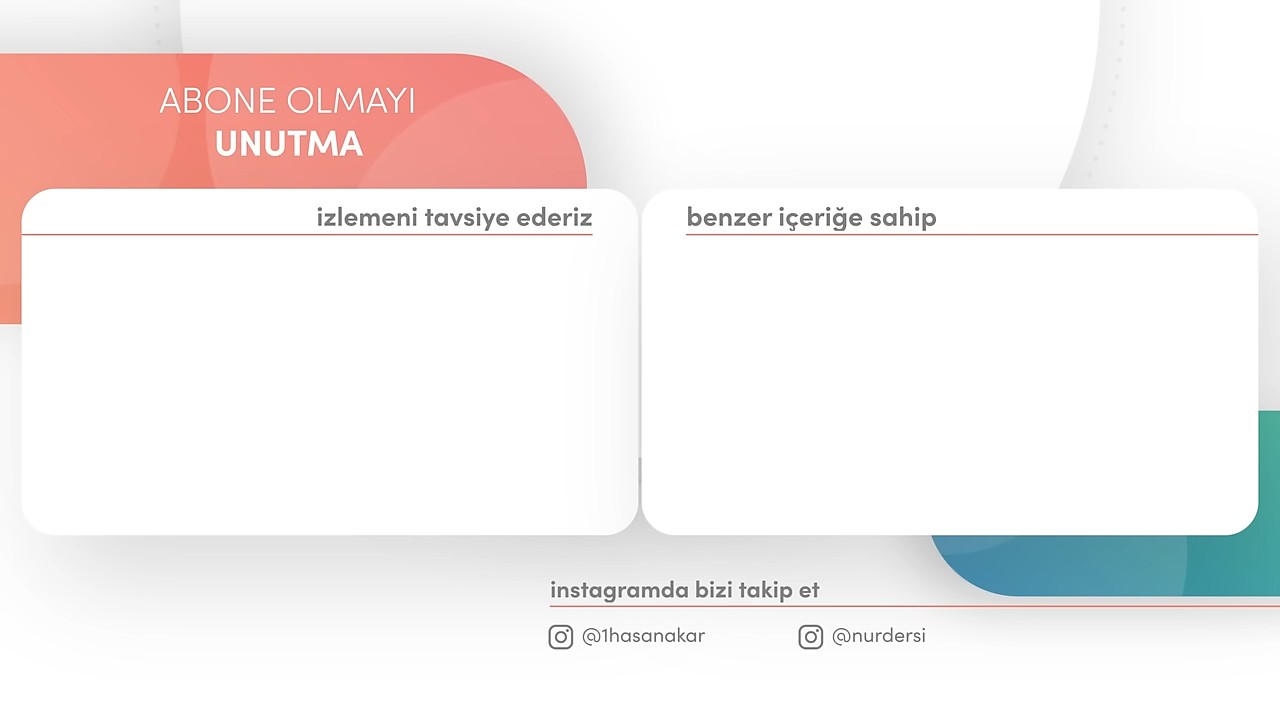 ABONE OLMAYI
UNUTMA
izlemeni tavsiye ederiz
benzer içeriğe sahip
instagramda bizi takip et
@1hasanakar
@nurdersi